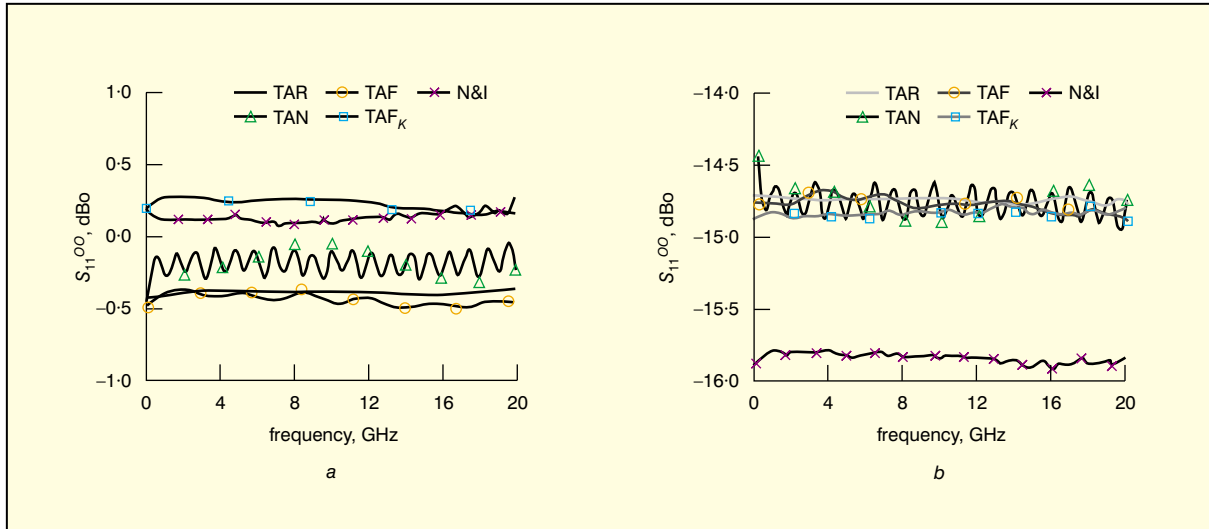 TAR TAF N&I
TAN TAF_K
1·0
0·5
0·0
−0·5
−1·0
S₁₁^OO, dBo
0 4 8 12 16 20
frequency, GHz
a
TAR TAF N&I
TAN TAF_K
−14·0
−14·5
−15·0
−15·5
−16·0
S₁₁^OO, dBo
0 4 8 12 16 20
frequency, GHz
b